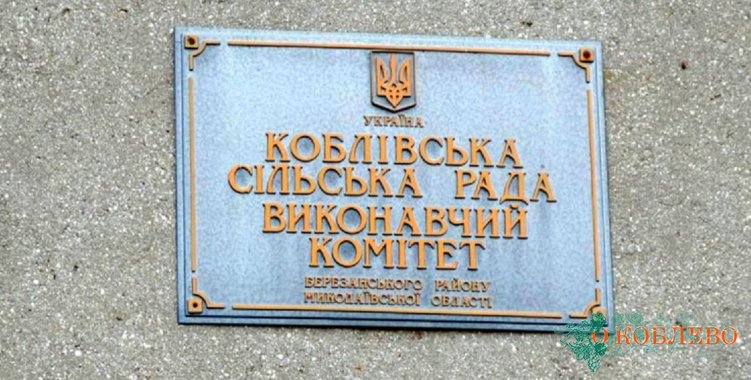 УКРАЇНА
КОБЛІВСЬКА
СІЛЬСЬКА РАДА
ВИКОНАВЧИЙ
КОМІТЕТ
БЕРЕЗАНСЬКОГО РАЙОНУ
МИКОЛАЇВСЬКОЇ ОБЛАСТІ
О КОБЛЕВО